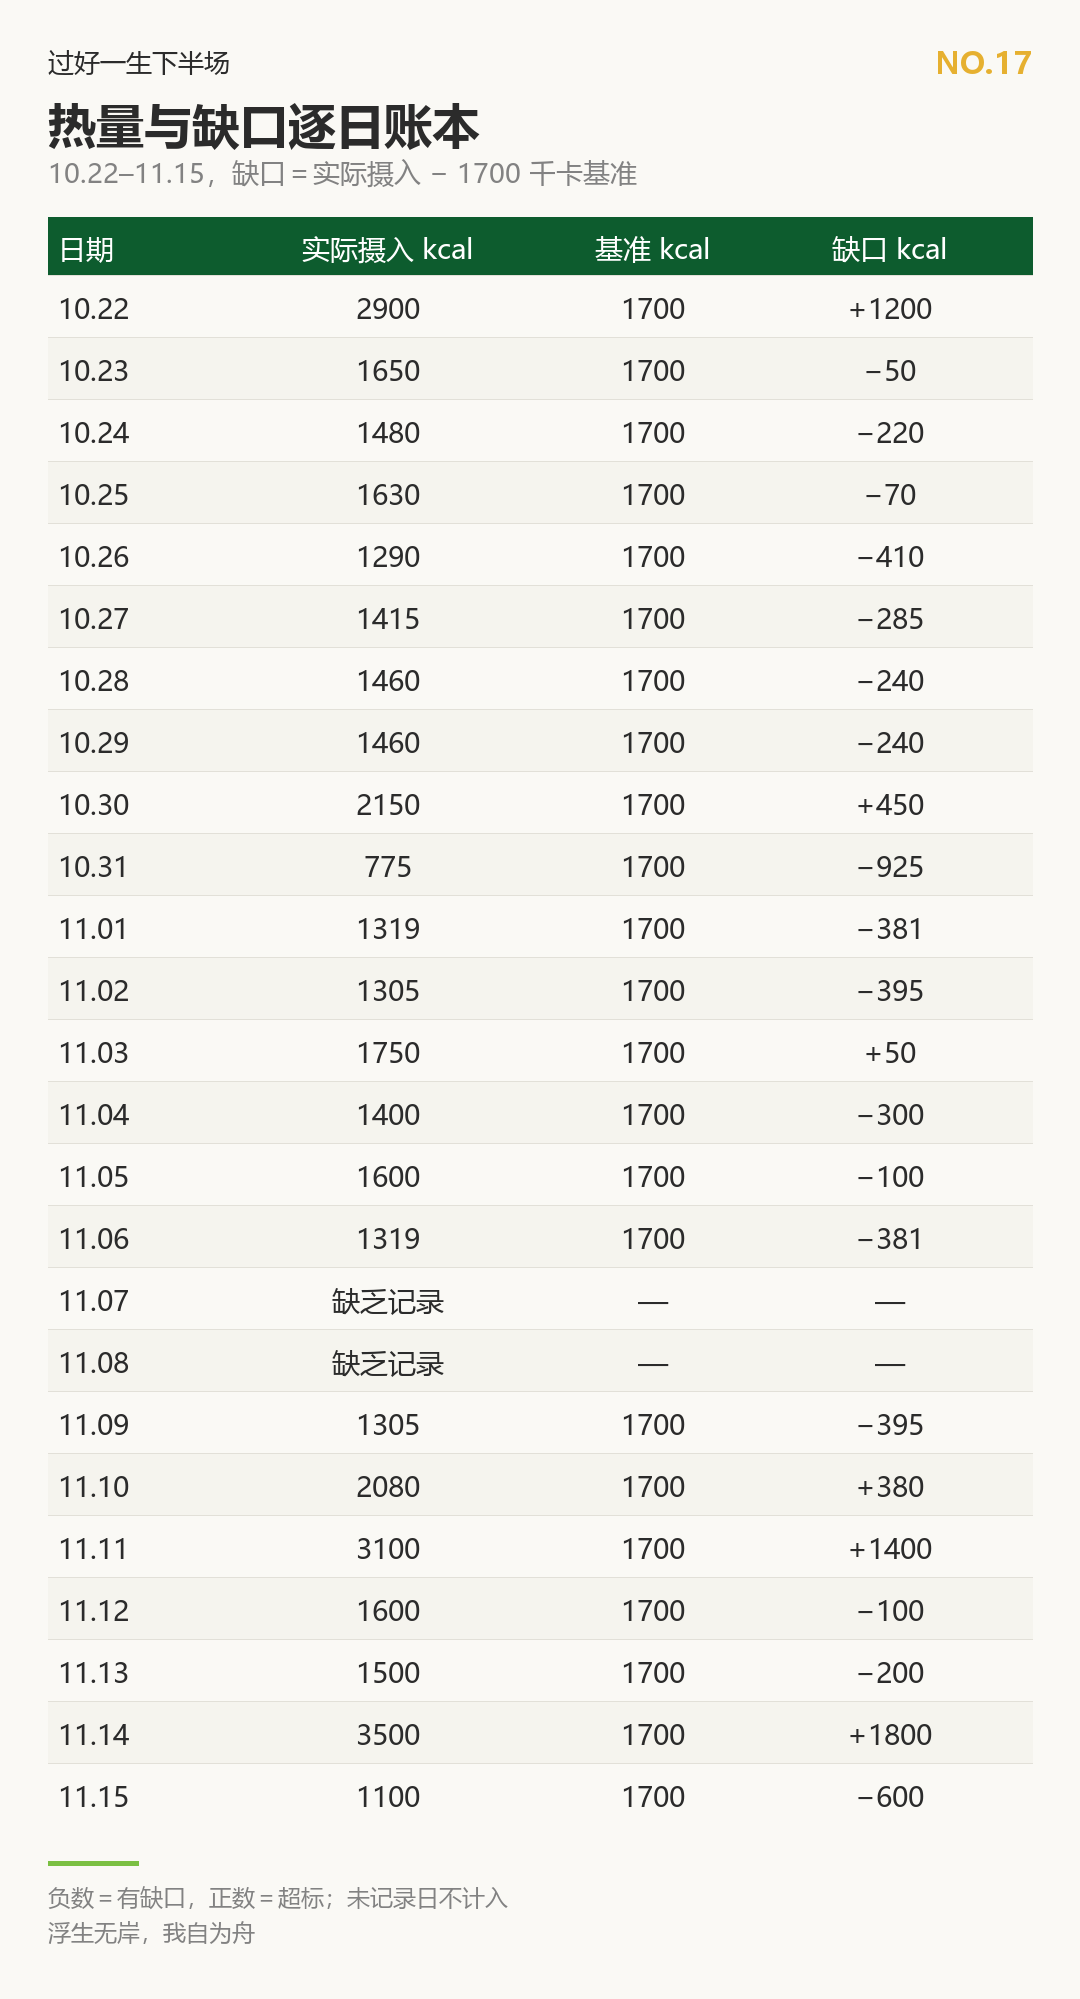 过好一生下半场
NO.17
热量与缺口逐日账本
10.22–11.15，缺口＝实际摄入 − 1700 千卡基准
日期 实际摄入 kcal 基准 kcal 缺口 kcal
10.22 2900 1700 +1200
10.23 1650 1700 −50
10.24 1480 1700 −220
10.25 1630 1700 −70
10.26 1290 1700 −410
10.27 1415 1700 −285
10.28 1460 1700 −240
10.29 1460 1700 −240
10.30 2150 1700 +450
10.31 775 1700 −925
11.01 1319 1700 −381
11.02 1305 1700 −395
11.03 1750 1700 +50
11.04 1400 1700 −300
11.05 1600 1700 −100
11.06 1319 1700 −381
11.07 缺乏记录 — —
11.08 缺乏记录 — —
11.09 1305 1700 −395
11.10 2080 1700 +380
11.11 3100 1700 +1400
11.12 1600 1700 −100
11.13 1500 1700 −200
11.14 3500 1700 +1800
11.15 1100 1700 −600
负数＝有缺口，正数＝超标；未记录日不计入
浮生无岸，我自为舟